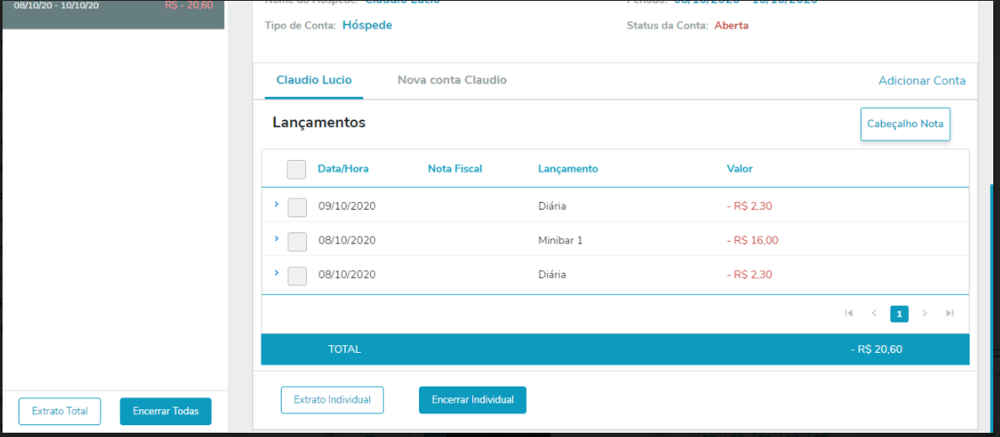 08/10/20 - 10/10/20 R$ - 20,60
Nome do Hóspede: Claudio Lucio Período: 08/10/2020 - 10/10/2020
Tipo de Conta: Hóspede Status da Conta: Aberta
Claudio Lucio Nova conta Claudio Adicionar Conta
Lançamentos Cabeçalho Nota
Data/Hora Nota Fiscal Lançamento Valor
09/10/2020 Diária - R$ 2,30
08/10/2020 Minibar 1 - R$ 16,00
08/10/2020 Diária - R$ 2,30
1
TOTAL - R$ 20,60
Extrato Individual Encerrar Individual
Extrato Total Encerrar Todas